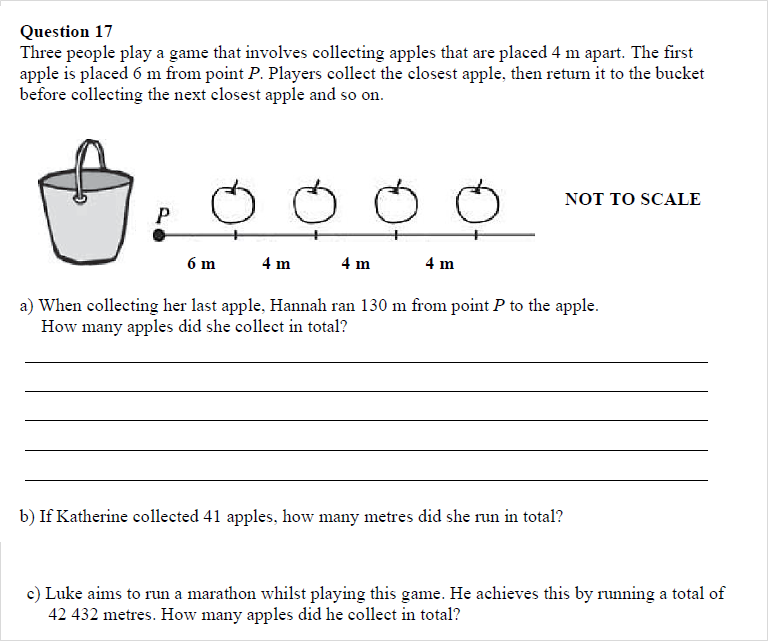 Question 17
Three people play a game that involves collecting apples that are placed 4 m apart. The first
apple is placed 6 m from point P. Players collect the closest apple, then return it to the bucket
before collecting the next closest apple and so on.
P
NOT TO SCALE
6 m 4 m 4 m 4 m
a) When collecting her last apple, Hannah ran 130 m from point P to the apple.
How many apples did she collect in total?
b) If Katherine collected 41 apples, how many metres did she run in total?
c) Luke aims to run a marathon whilst playing this game. He achieves this by running a total of
42 432 metres. How many apples did he collect in total?